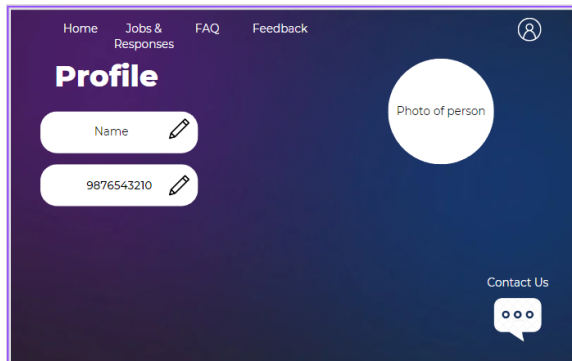 Home
Jobs &
Responses
FAQ
Feedback
Profile
Photo of person
Name
9876543210
Contact Us